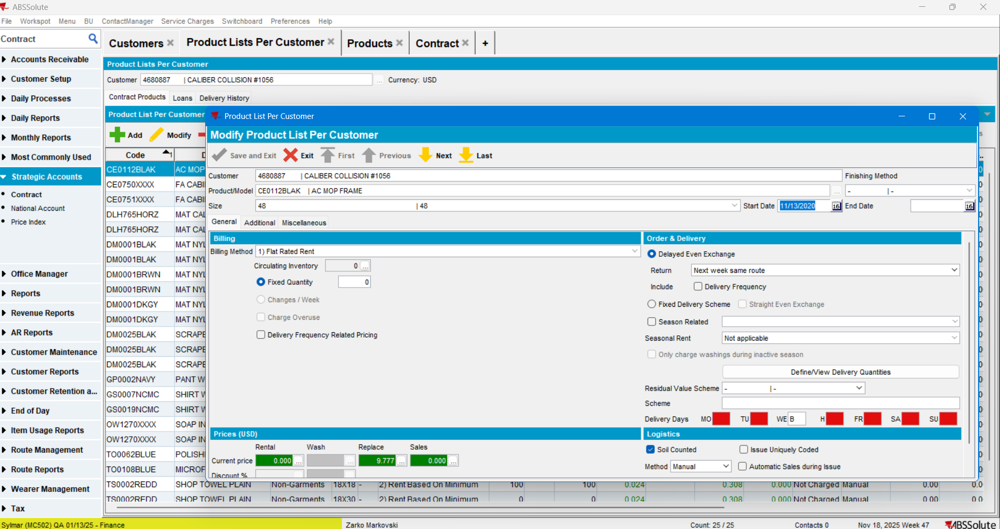 ABSSolute
File Workspot Menu BU ContactManager Service Charges Switchboard Preferences Help
Contract
Customers
Product Lists Per Customer
Products
Contract
+
Accounts Receivable
Customer Setup
Daily Processes
Daily Reports
Monthly Reports
Most Commonly Used
Strategic Accounts
Contract
National Account
Price Index
Office Manager
Reports
Revenue Reports
AR Reports
Customer Maintenance
Customer Reports
Customer Retention a...
End of Day
Item Usage Reports
Route Management
Route Reports
Wearer Management
Tax
Product Lists Per Customer
Customer 4680887 | CALIBER COLLISION #1056 ... Currency: USD
Contract Products Loans Delivery History
Product List Per Customer
Add Modify
Code 1
CE0112BLAK AC MOP
CE0750XXXX FA CABI
CE0751XXXX FA CABI
DLH765HORZ MAT CAL
DLH765HORZ MAT CAL
DM0001BLAK MAT NYL
DM0001BLAK MAT NYL
DM0001BRWN MAT NYL
DM0001BRWN MAT NYL
DM0001DKGY MAT NYL
DM0001DKGY MAT NYL
DM0025BLAK SCRAPE
DM0025BLAK SCRAPE
DM0025BLAK SCRAPE
GP0002NAVY PANT W
GS0007NCMC SHIRT W
GS0019NCMC SHIRT W
OW1270XXXX SOAP IN
OW1270XXXX SOAP IN
TO0062BLUE POLISH
TO0108BLUE MICROF
TS0002REDD SHOP TOWEL PLAIN Non-Garments 18X18 - 2) Rent Based On Minimum 100 100 0.024 0.308 0.000 Not Charged Manual 0.00 0.0
TS0002REDD SHOP TOWEL PLAIN Non-Garments 18X30 - 2) Rent Based On Minimum 0 0 0.024 0.308 0.000 Not Charged Manual 0.00 0.0
Product List Per Customer
Modify Product List Per Customer
Save and Exit Exit First Previous Next Last
Customer 4680887 | CALIBER COLLISION #1056 Finishing Method
Product/Model CE0112BLAK | AC MOP FRAME ... - | -
Size 48 | 48 Start Date 11/13/2020 16 End Date 16
General Additional Miscellaneous
Billing
Billing Method 1) Flat Rated Rent
Circulating Inventory 0 ...
Fixed Quantity 0
Changes / Week
Charge Overuse
Delivery Frequency Related Pricing
Order & Delivery
Delayed Even Exchange
Return Next week same route
Include Delivery Frequency
Fixed Delivery Scheme Straight Even Exchange
Season Related
Seasonal Rent Not applicable
Only charge washings during inactive season
Define/View Delivery Quantities
Residual Value Scheme - | -
Scheme
Delivery Days MO TU WE B H FR SA SU
Prices (USD)
Rental Wash Replace Sales
Current price 0.000 ... ... 9.777 ... 0.000 ...
Discount %
Logistics
Soil Counted Issue Uniquely Coded
Method Manual Automatic Sales during Issue
Sylmar (MC502) QA 01/13/25 - Finance Zarko Markovski Count: 25 / 25 Contacts 0 Nov 18, 2025 Week 47 ABSSolute